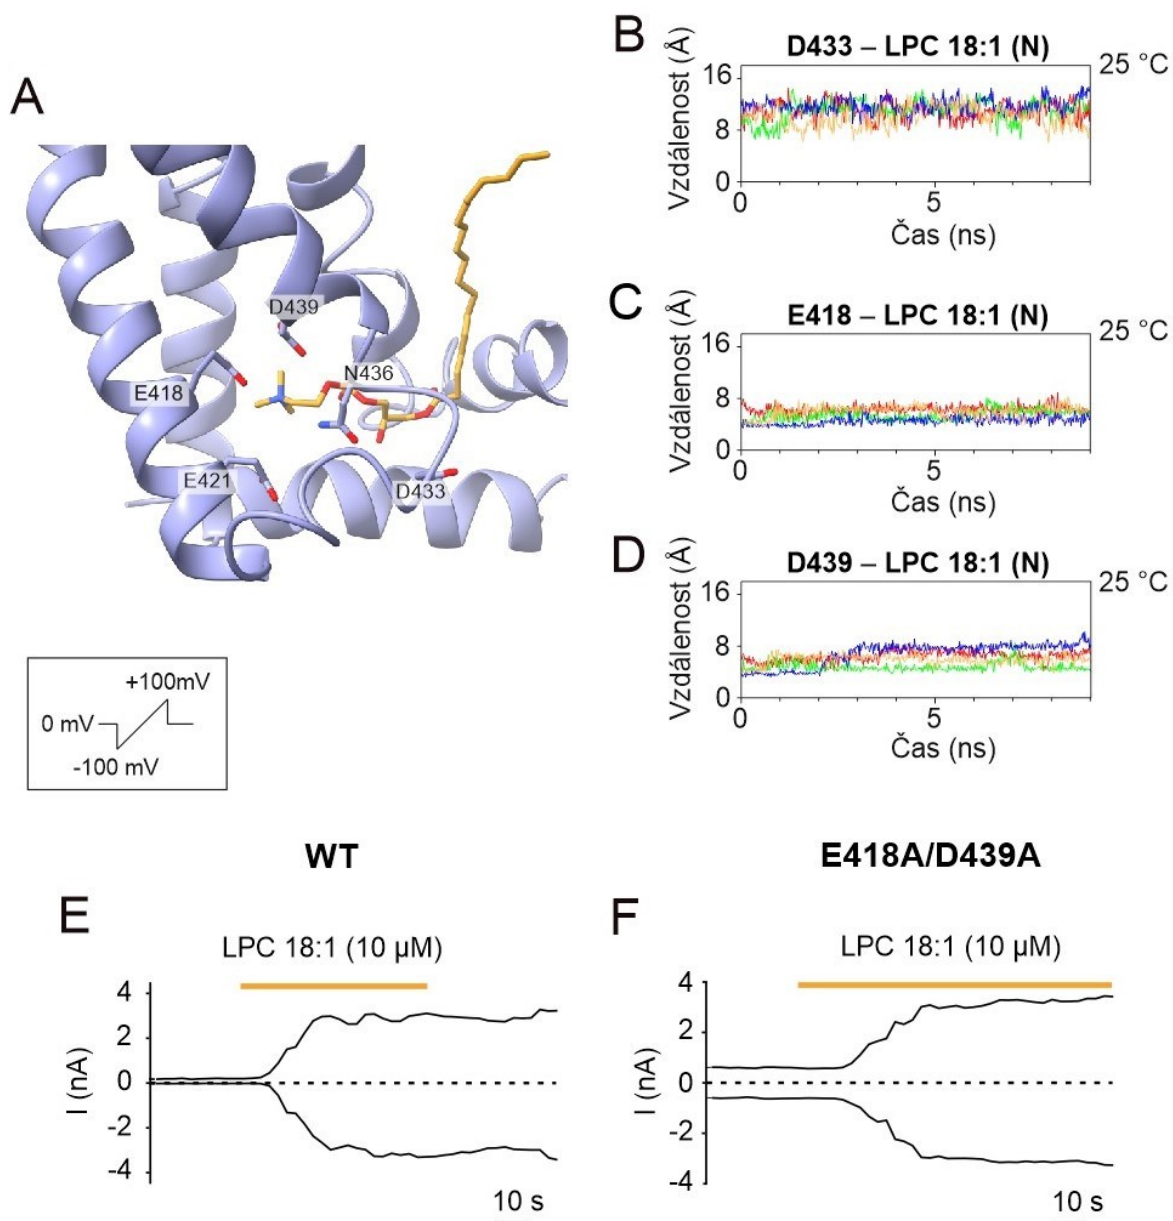 A
D439
N436
E418
E421
D433
B
D433 – LPC 18:1 (N)
25 °C
Vzdálenost (Å)
16
8
0
0
5
Čas (ns)
C
E418 – LPC 18:1 (N)
25 °C
Vzdálenost (Å)
16
8
0
0
5
Čas (ns)
D
D439 – LPC 18:1 (N)
25 °C
Vzdálenost (Å)
16
8
0
0
5
Čas (ns)
+100mV
0 mV
-100 mV
WT
E
LPC 18:1 (10 µM)
I (nA)
4
2
0
-2
-4
10 s
E418A/D439A
F
LPC 18:1 (10 µM)
I (nA)
4
2
0
-2
-4
10 s